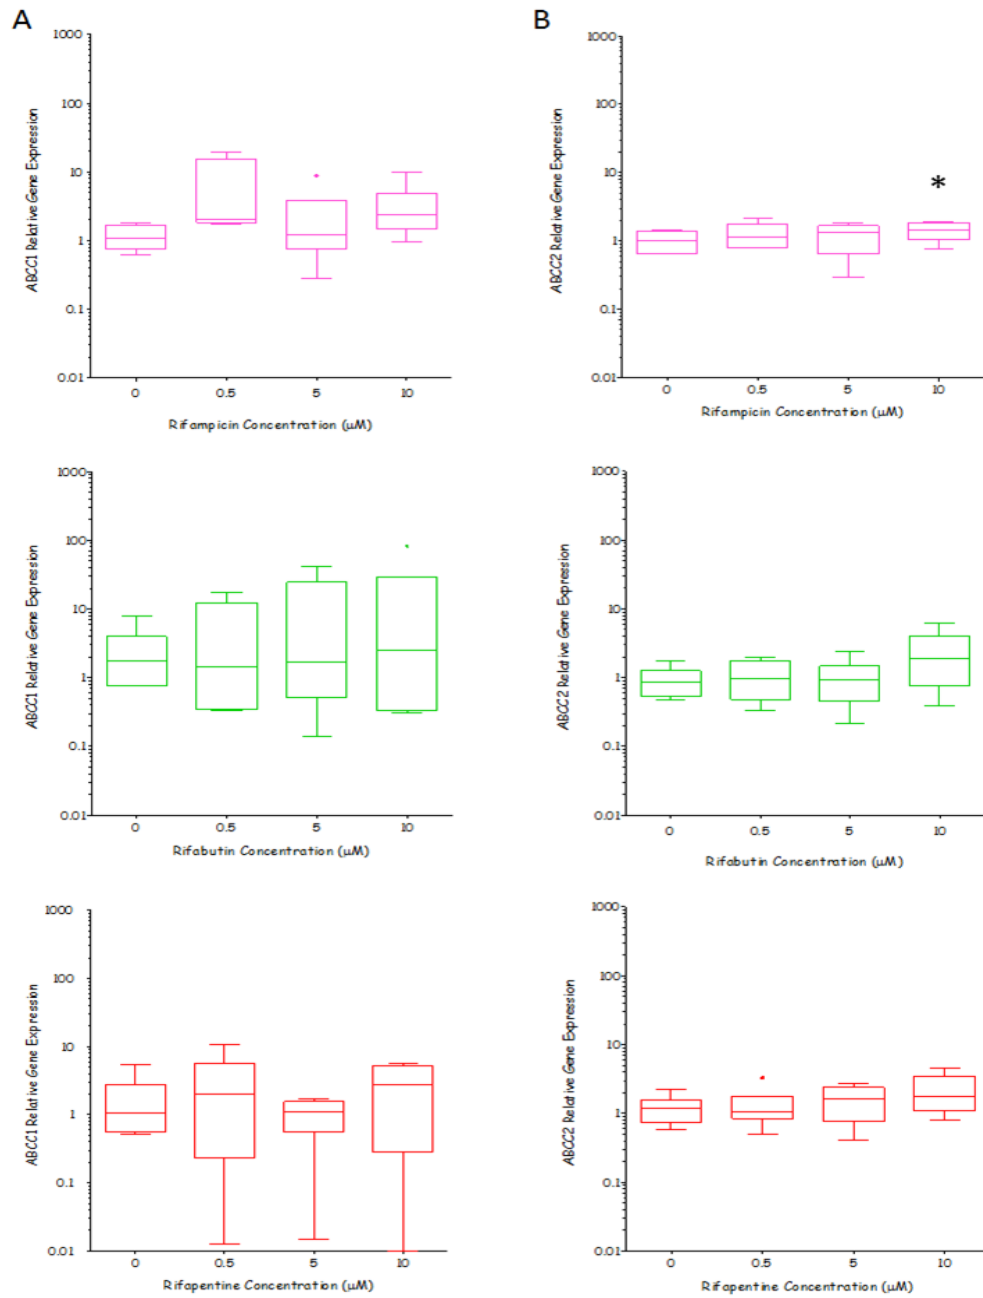 A
1000
100
10
1
0.1
0.01
ABCC1 Relative Gene Expression
0 0.5 5 10
Rifampicin Concentration (µM)
B
1000
100
10
1
0.1
0.01
ABCC2 Relative Gene Expression
*
0 0.5 5 10
Rifampicin Concentration (µM)
1000
100
10
1
0.1
0.01
ABCC1 Relative Gene Expression
0 0.5 5 10
Rifabutin Concentration (µM)
1000
100
10
1
0.1
0.01
ABCC2 Relative Gene Expression
0 0.5 5 10
Rifabutin Concentration (µM)
1000
100
10
1
0.1
0.01
ABCC1 Relative Gene Expression
0 0.5 5 10
Rifapentine Concentration (µM)
1000
100
10
1
0.1
0.01
ABCC2 Relative Gene Expression
0 0.5 5 10
Rifapentine Concentration (µM)